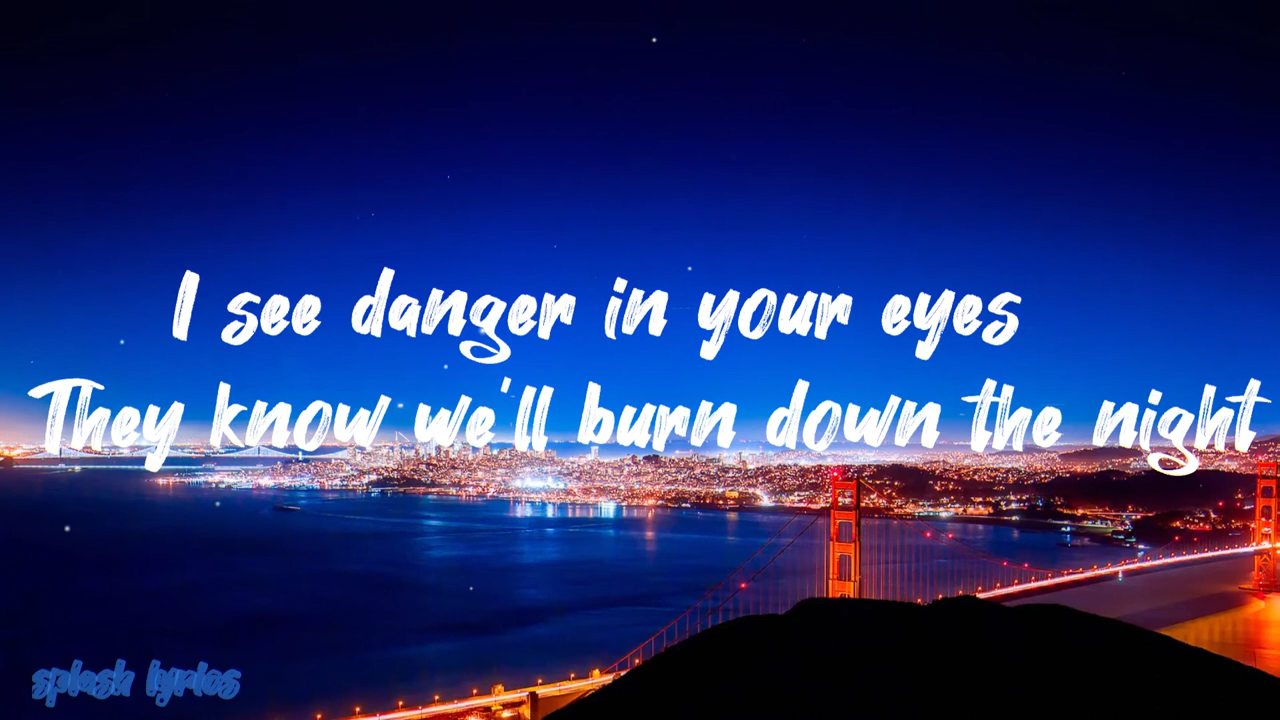 I see danger in your eyes
They know we'll burn down the night
splash lyrics